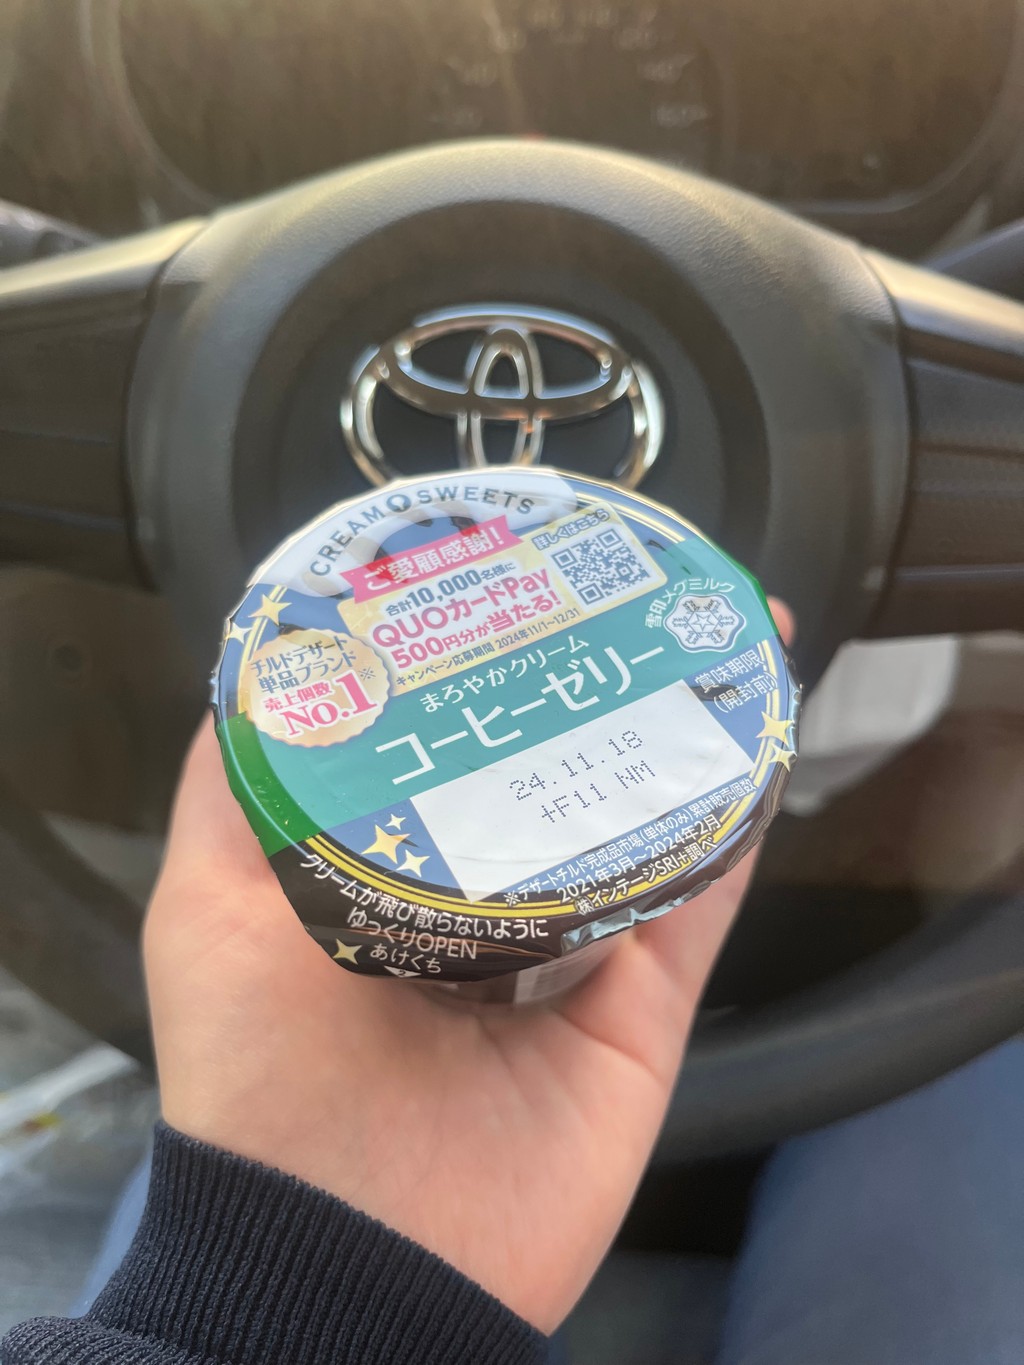 CREAM SWEETS
ご愛顧感謝!
詳しくはこちら
合計10,000名様に
QUOカードPay
500円分が当たる!
キャンペーン応募期間 2024年11/1~12/31
チルドデザート
単品ブランド
売上個数※
No.1
雪印メグミルク
まろやかクリーム
コーヒーゼリー
賞味期限
(開封前)
24.11.18
+F11 NM
※デザートチルド完成品市場(単体のみ)累計販売個数
2021年3月~2024年2月
㈱インテージSRI+調べ
クリームが飛び散らないように
ゆっくりOPEN
あけくち